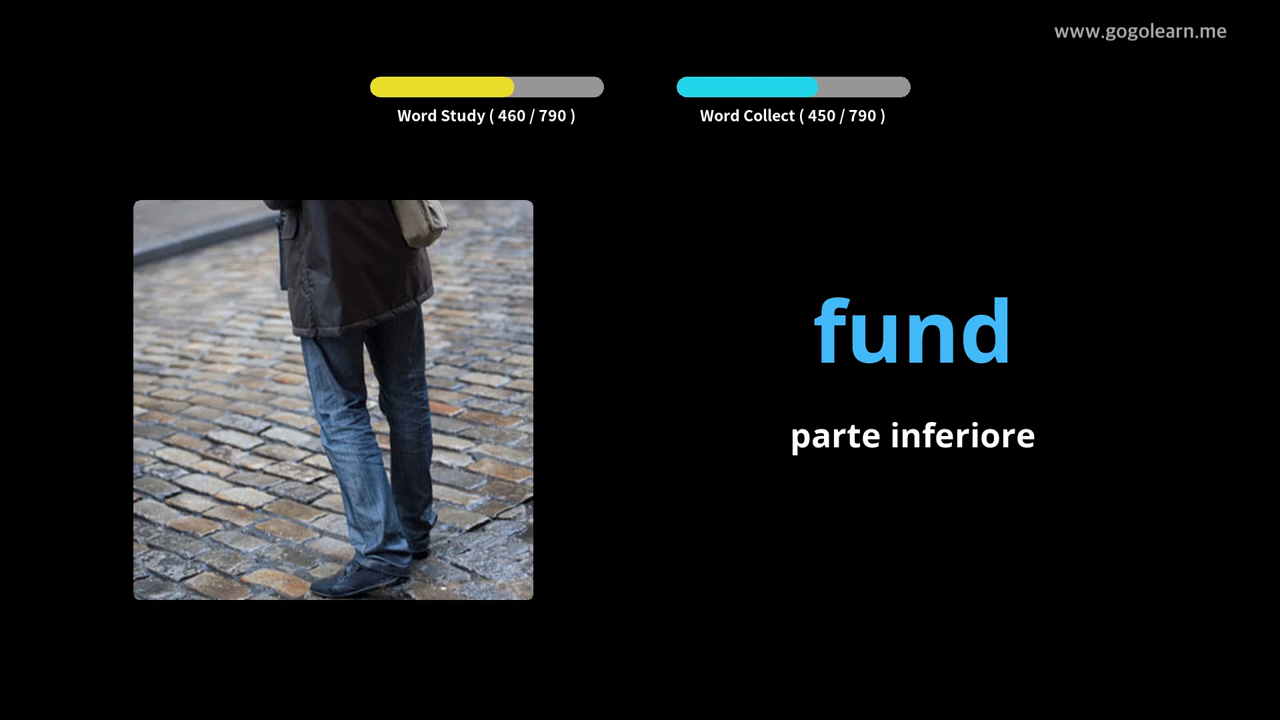 www.gogolearn.me
Word Study ( 460 / 790 )
Word Collect ( 450 / 790 )
fund
parte inferiore